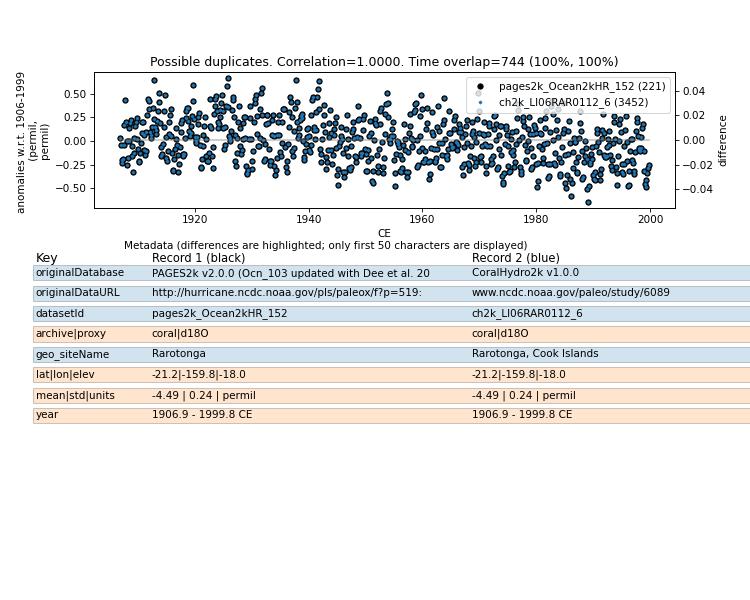 Possible duplicates. Correlation=1.0000. Time overlap=744 (100%, 100%)
anomalies w.r.t. 1906-1999
(permil,
permil)
0.50
0.25
0.00
−0.25
−0.50
pages2k_Ocean2kHR_152 (221)
ch2k_LI06RAR0112_6 (3452)
0.04
0.02
0.00
−0.02
−0.04
difference
1920 1940 1960 1980 2000
CE
Metadata (differences are highlighted; only first 50 characters are displayed)
Key Record 1 (black) Record 2 (blue)
originalDatabase PAGES2k v2.0.0 (Ocn_103 updated with Dee et al. 20 CoralHydro2k v1.0.0
originalDataURL http://hurricane.ncdc.noaa.gov/pls/paleox/f?p=519: www.ncdc.noaa.gov/paleo/study/6089
datasetId pages2k_Ocean2kHR_152 ch2k_LI06RAR0112_6
archive|proxy coral|d18O coral|d18O
geo_siteName Rarotonga Rarotonga, Cook Islands
lat|lon|elev -21.2|-159.8|-18.0 -21.2|-159.8|-18.0
mean|std|units -4.49 | 0.24 | permil -4.49 | 0.24 | permil
year 1906.9 - 1999.8 CE 1906.9 - 1999.8 CE